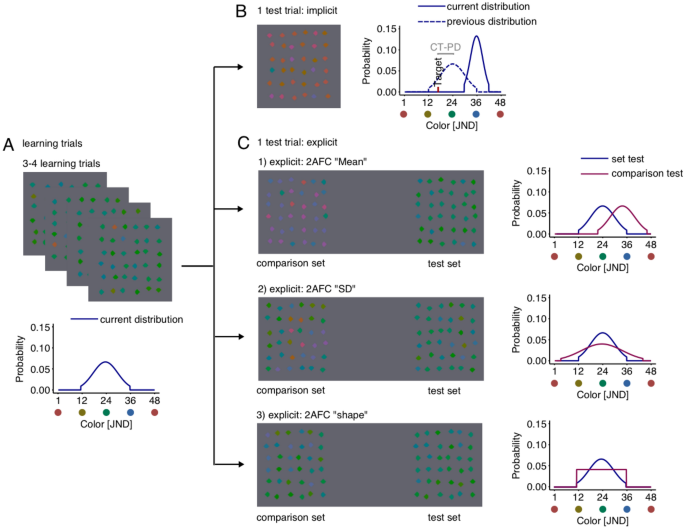 A
learning trials
3-4 learning trials
current distribution
Probability
0.15
0.10
0.05
0.00
1 12 24 36 48
Color [JND]
B
1 test trial: implicit
current distribution
previous distribution
CT-PD
Target
Probability
0.15
0.10
0.05
0.00
1 12 24 36 48
Color [JND]
C
1 test trial: explicit
1) explicit: 2AFC "Mean"
comparison set test set
set test
comparison test
Probability
0.15
0.10
0.05
0.00
1 12 24 36 48
Color [JND]
2) explicit: 2AFC "SD"
comparison set test set
Probability
0.15
0.10
0.05
0.00
1 12 24 36 48
Color [JND]
3) explicit: 2AFC "shape"
comparison set test set
Probability
0.15
0.10
0.05
0.00
1 12 24 36 48
Color [JND]